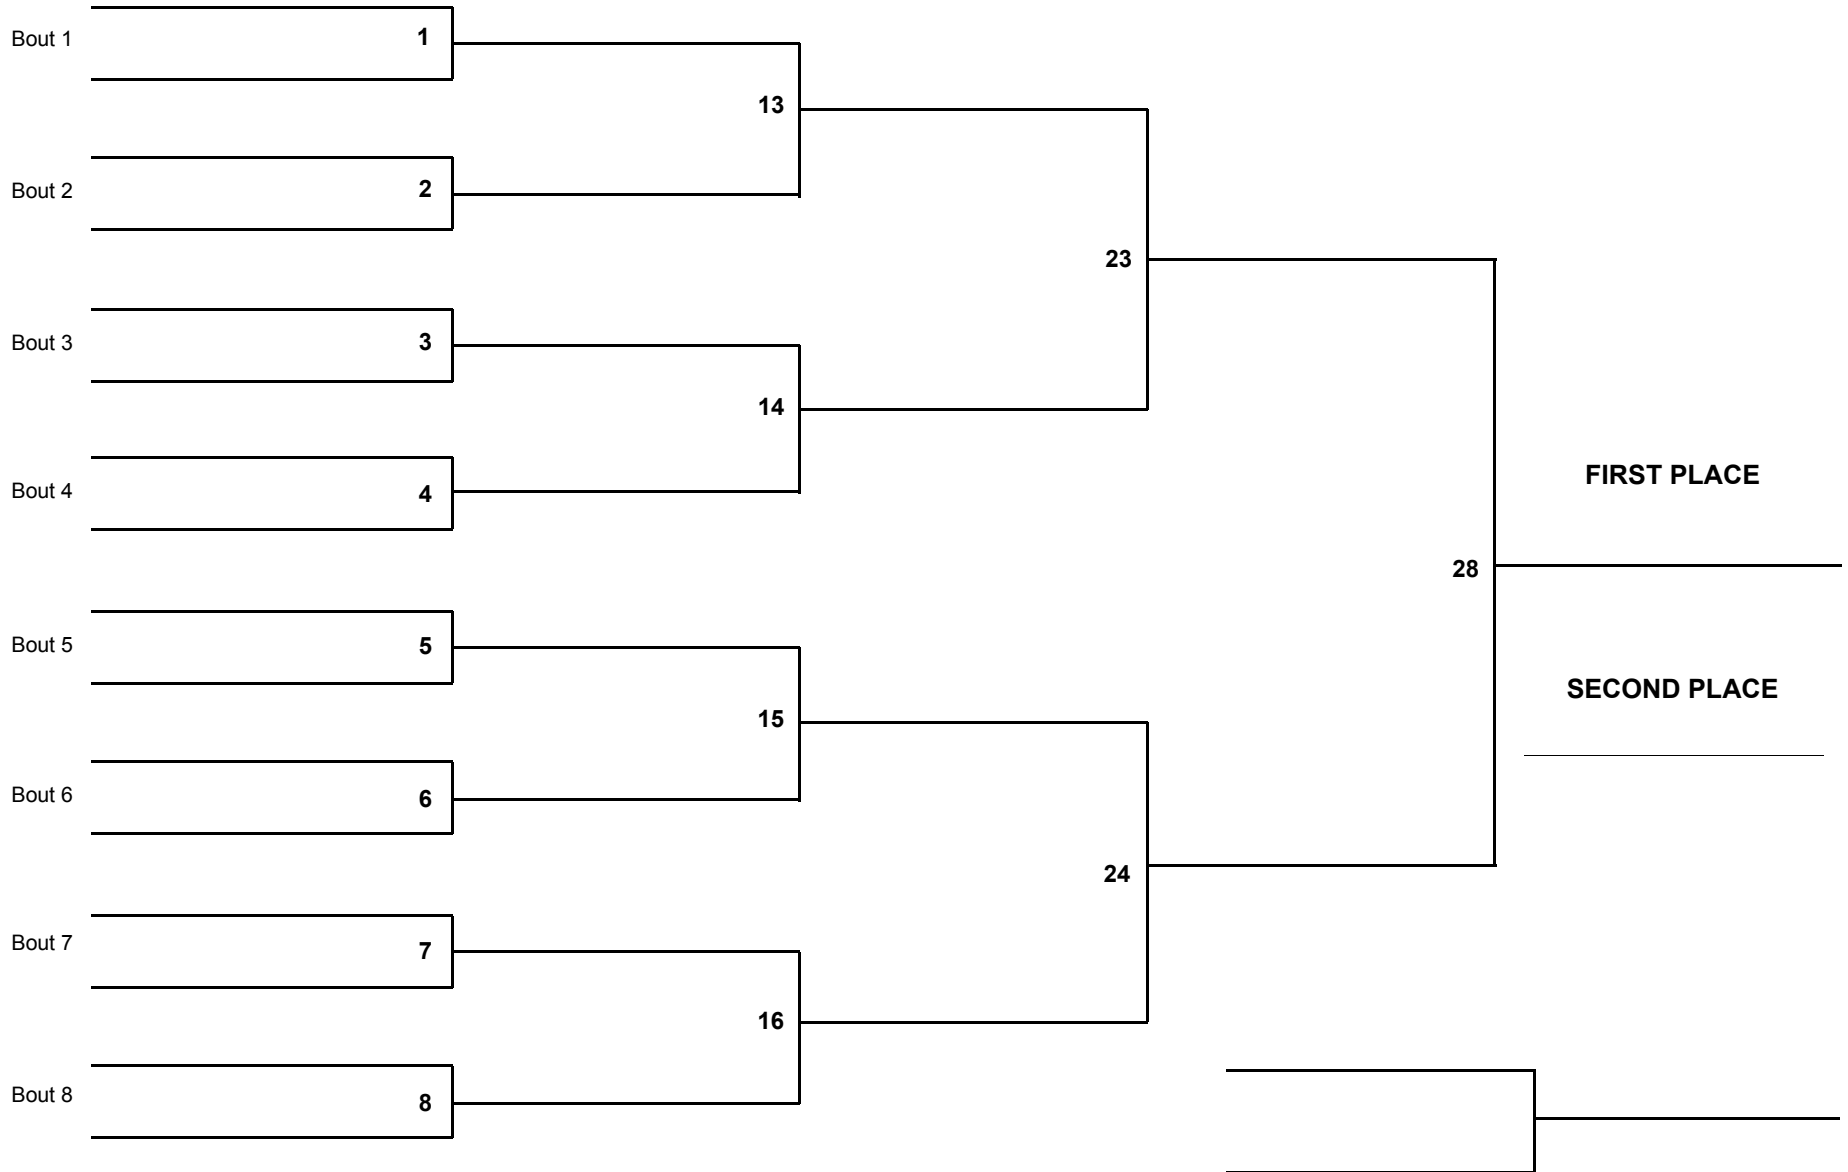 Bout 1 1
13
Bout 2 2
23
Bout 3 3
14
Bout 4 4
FIRST PLACE
28
Bout 5 5
SECOND PLACE
15
Bout 6 6
24
Bout 7 7
16
Bout 8 8